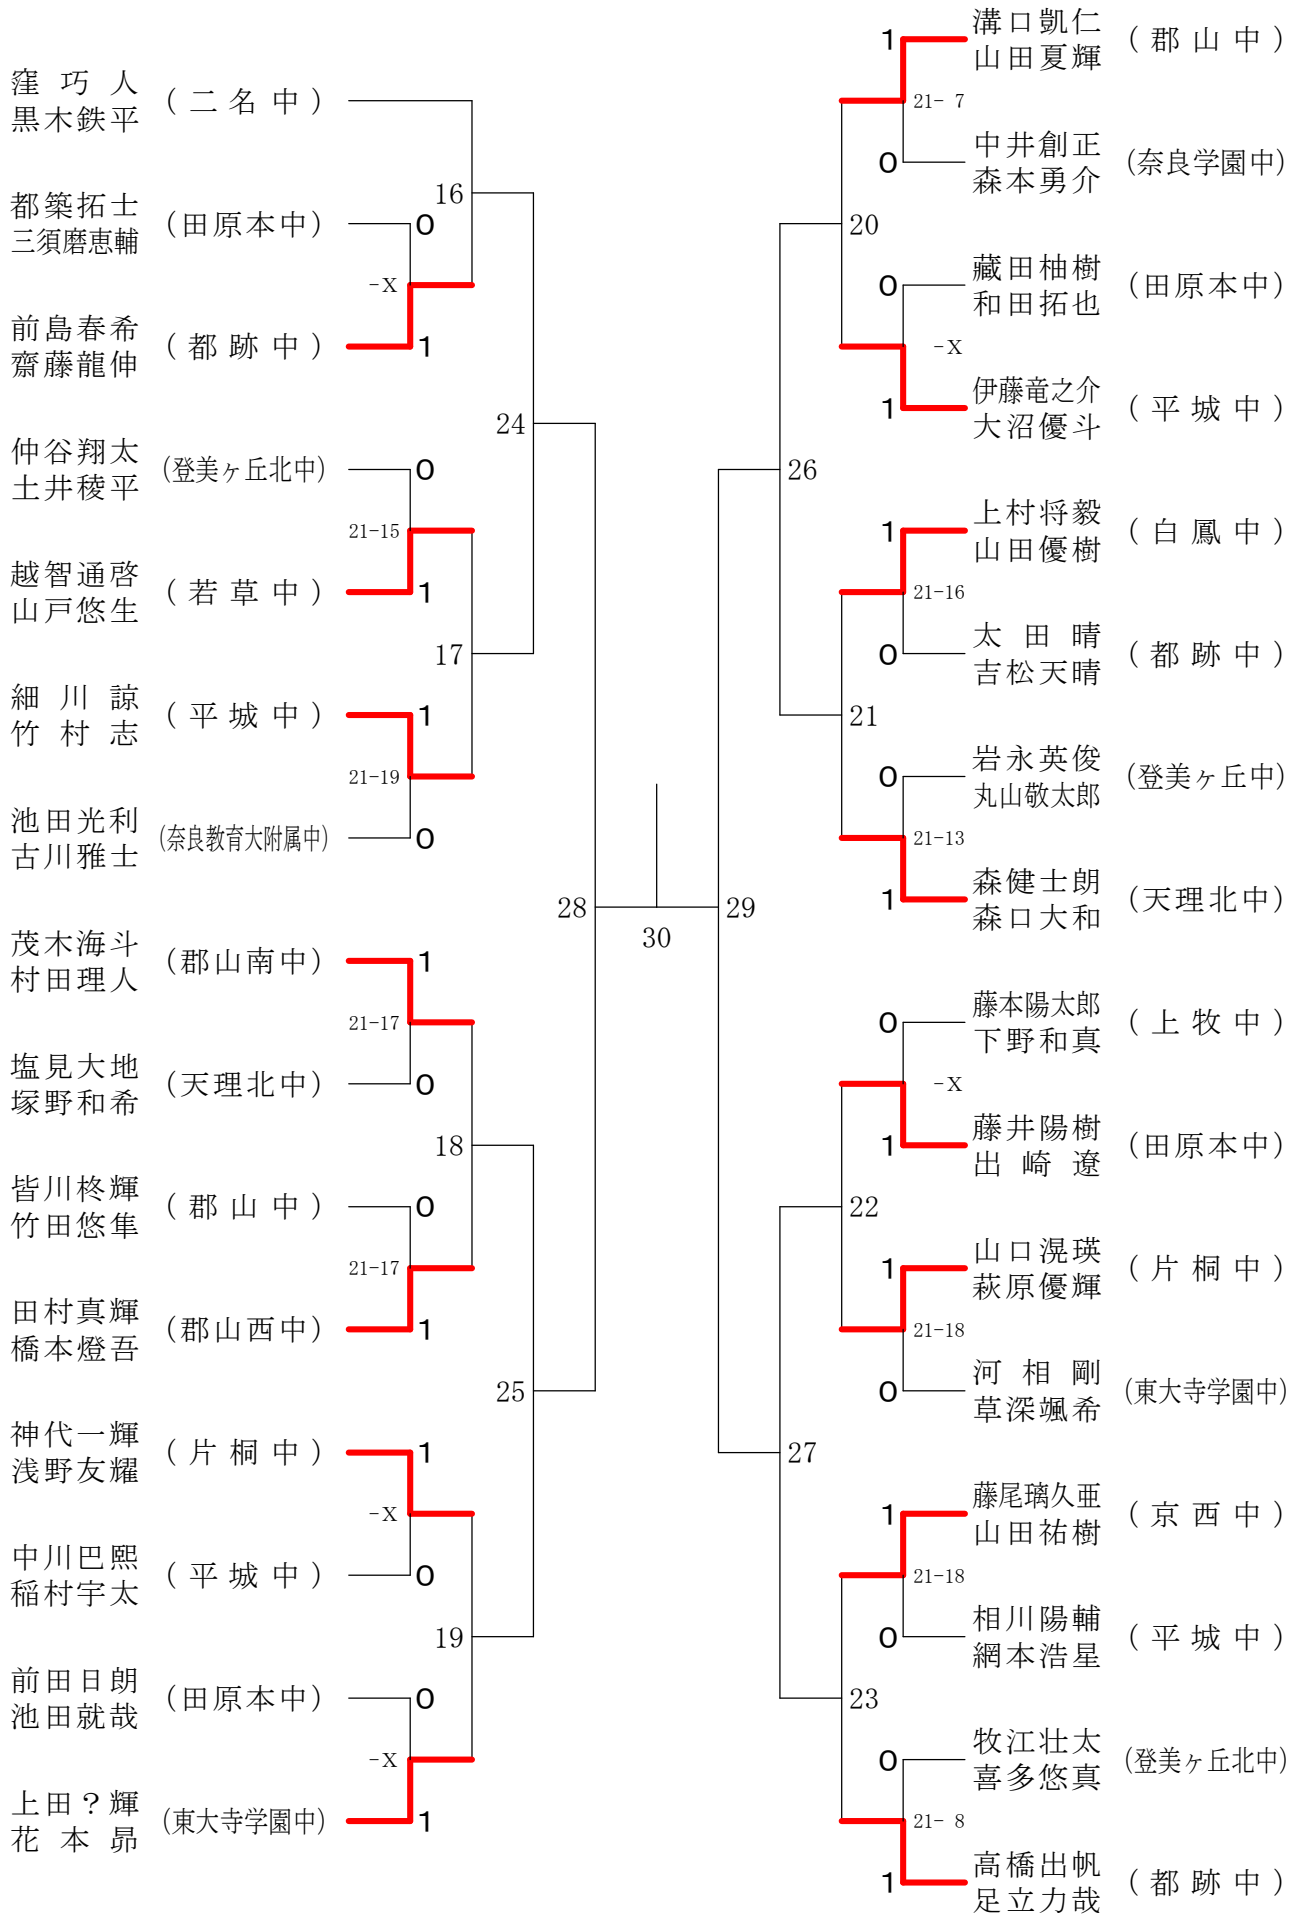 窪巧人
黒木鉄平
(二名中)
都築拓士
三須磨恵輔
(田原本中)
0
16
-X
前島春希
齋藤龍伸
(都跡中)
1
24
仲谷翔太
土井稜平
(登美ヶ丘北中)
0
21-15
越智通啓
山戸悠生
(若草中)
1
17
細川諒
竹村志
(平城中)
1
21-19
池田光利
古川雅士
(奈良教育大附属中)
0
28
茂木海斗
村田理人
(郡山南中)
1
21-17
塩見大地
塚野和希
(天理北中)
0
18
皆川柊輝
竹田悠隼
(郡山中)
0
21-17
田村真輝
橋本燈吾
(郡山西中)
1
25
神代一輝
浅野友耀
(片桐中)
1
-X
中川巴熙
稲村宇太
(平城中)
0
19
前田日朗
池田就哉
(田原本中)
0
-X
上田?輝
花本昴
(東大寺学園中)
1
30
1
溝口凱仁
山田夏輝
(郡山中)
21- 7
0
中井創正
森本勇介
(奈良学園中)
20
0
藏田柚樹
和田拓也
(田原本中)
-X
1
伊藤竜之介
大沼優斗
(平城中)
26
1
上村将毅
山田優樹
(白鳳中)
21-16
0
太田晴
吉松天晴
(都跡中)
21
0
岩永英俊
丸山敬太郎
(登美ヶ丘中)
21-13
1
森健士朗
森口大和
(天理北中)
29
0
藤本陽太郎
下野和真
(上牧中)
-X
1
藤井陽樹
出崎遼
(田原本中)
22
1
山口滉瑛
萩原優輝
(片桐中)
21-18
0
河相剛
草深颯希
(東大寺学園中)
27
1
藤尾璃久亜
山田祐樹
(京西中)
21-18
0
相川陽輔
網本浩星
(平城中)
23
0
牧江壮太
喜多悠真
(登美ヶ丘北中)
21- 8
1
高橋出帆
足立力哉
(都跡中)